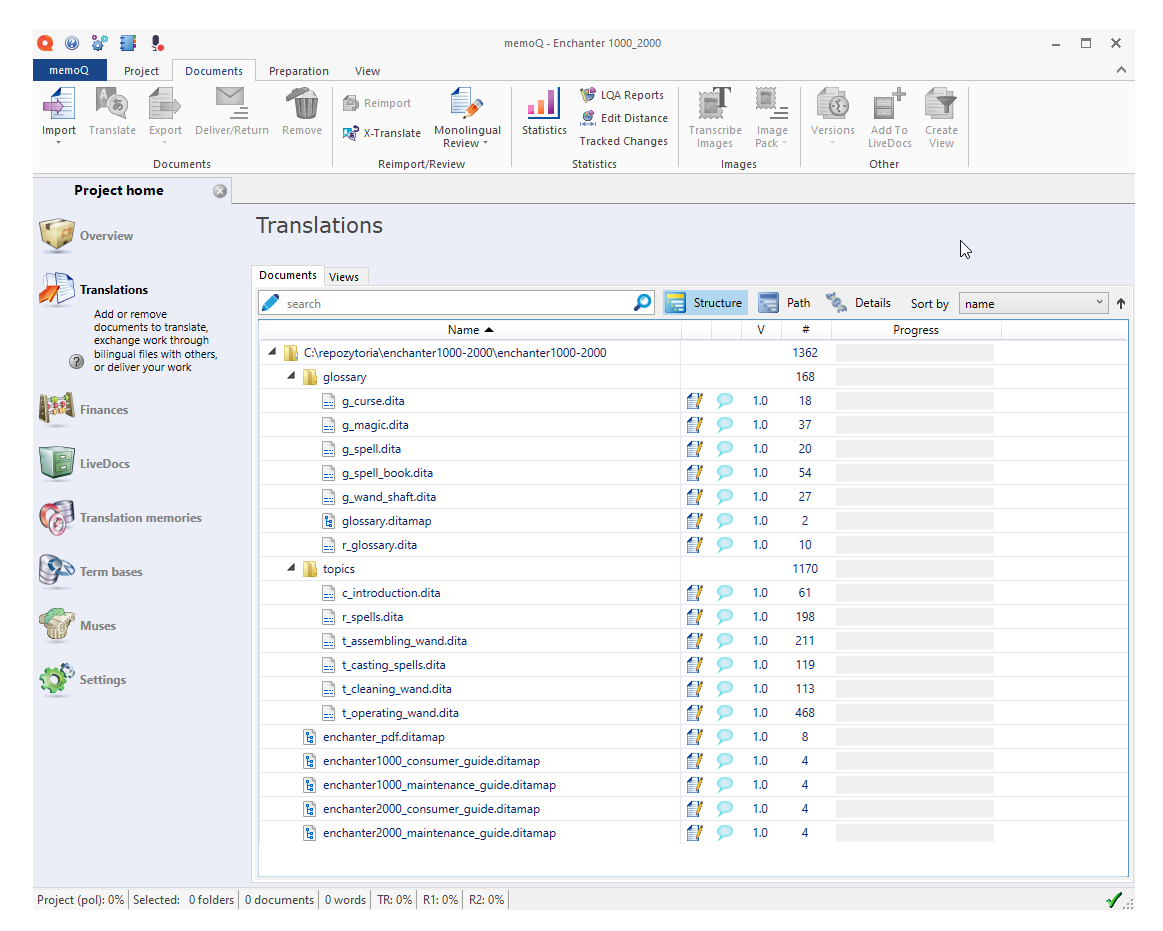 memoQ - Enchanter 1000_2000
memoQ Project Documents Preparation View
Import Translate Export Deliver/Return Remove
Documents
Reimport
X-Translate
Monolingual Review
Reimport/Review
Statistics
LQA Reports
Edit Distance
Tracked Changes
Statistics
Transcribe Images
Image Pack
Images
Versions
Add To LiveDocs
Create View
Other
Project home
Overview
Translations
Add or remove
documents to translate,
exchange work through
bilingual files with others,
or deliver your work
Finances
LiveDocs
Translation memories
Term bases
Muses
Settings
Translations
Documents Views
search Structure Path Details Sort by name
Name V # Progress
C:\repozytoria\enchanter1000-2000\enchanter1000-2000 1362
glossary 168
g_curse.dita 1.0 18
g_magic.dita 1.0 37
g_spell.dita 1.0 20
g_spell_book.dita 1.0 54
g_wand_shaft.dita 1.0 27
glossary.ditamap 1.0 2
r_glossary.dita 1.0 10
topics 1170
c_introduction.dita 1.0 61
r_spells.dita 1.0 198
t_assembling_wand.dita 1.0 211
t_casting_spells.dita 1.0 119
t_cleaning_wand.dita 1.0 113
t_operating_wand.dita 1.0 468
enchanter_pdf.ditamap 1.0 8
enchanter1000_consumer_guide.ditamap 1.0 4
enchanter1000_maintenance_guide.ditamap 1.0 4
enchanter2000_consumer_guide.ditamap 1.0 4
enchanter2000_maintenance_guide.ditamap 1.0 4
Project (pol): 0% Selected: 0 folders 0 documents 0 words TR: 0% R1: 0% R2: 0%